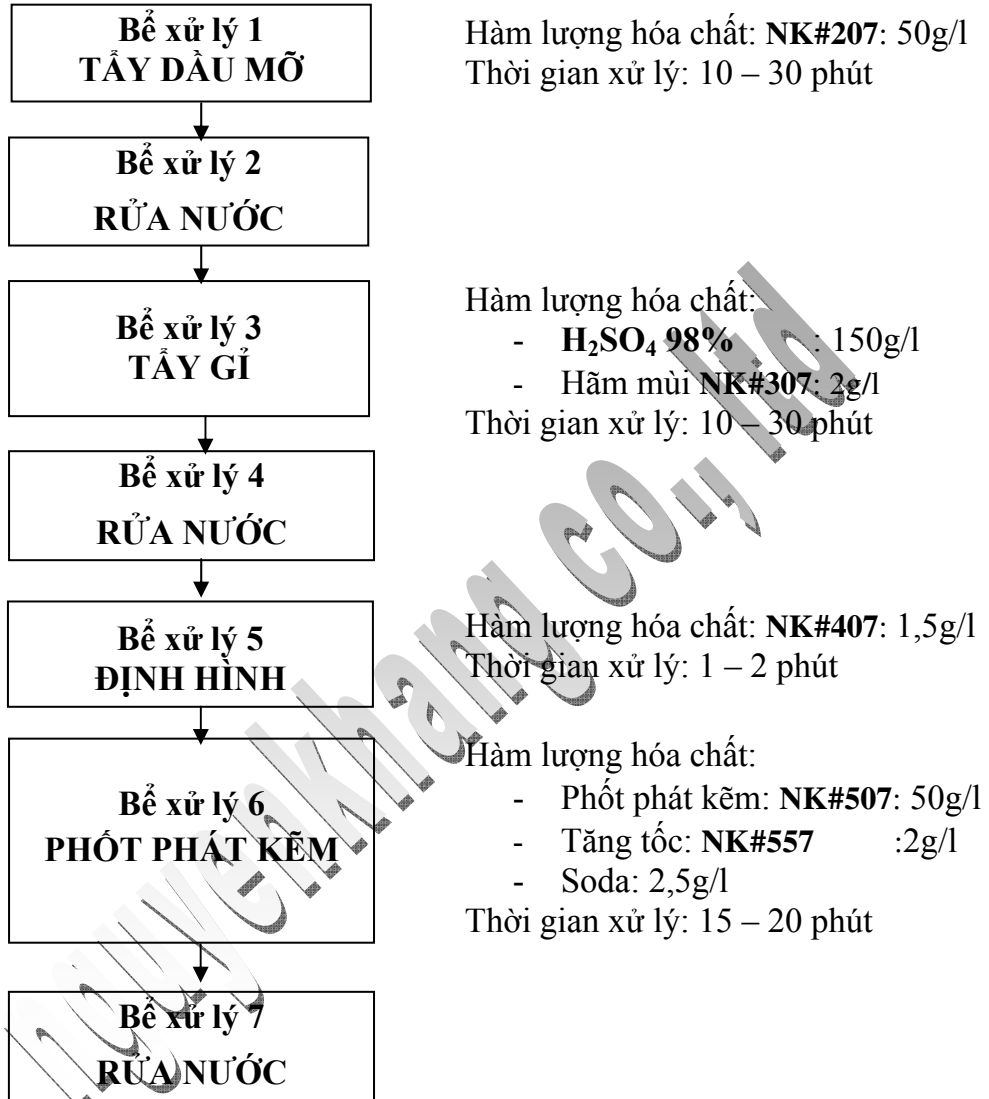 Bể xử lý 1
TẨY DẦU MỠ
Hàm lượng hóa chất: NK#207: 50g/l
Thời gian xử lý: 10 – 30 phút
Bể xử lý 2
RỬA NƯỚC
Bể xử lý 3
TẨY GỈ
Hàm lượng hóa chất:
- H₂SO₄ 98% : 150g/l
- Hãm mùi NK#307: 2g/l
Thời gian xử lý: 10 – 30 phút
Bể xử lý 4
RỬA NƯỚC
Bể xử lý 5
ĐỊNH HÌNH
Hàm lượng hóa chất: NK#407: 1,5g/l
Thời gian xử lý: 1 – 2 phút
Bể xử lý 6
PHỐT PHÁT KẼM
Hàm lượng hóa chất:
- Phốt phát kẽm: NK#507: 50g/l
- Tăng tốc: NK#557 :2g/l
- Soda: 2,5g/l
Thời gian xử lý: 15 – 20 phút
Bể xử lý 7
RỬA NƯỚC
nguyenkhang co., ltd